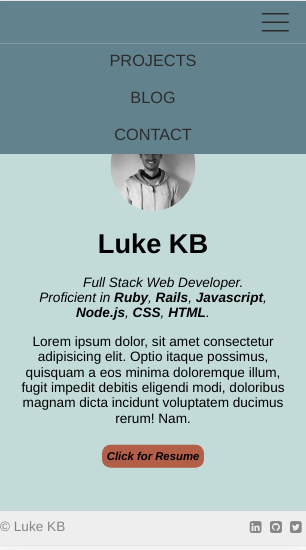 PROJECTS
BLOG
CONTACT
Luke KB
Full Stack Web Developer.
Proficient in Ruby, Rails, Javascript,
Node.js, CSS, HTML.
Lorem ipsum dolor, sit amet consectetur
adipisicing elit. Optio itaque possimus,
quisquam a eos minima doloremque illum,
fugit impedit debitis eligendi modi, doloribus
magnam dicta incidunt voluptatem ducimus
rerum! Nam.
Click for Resume
© Luke KB